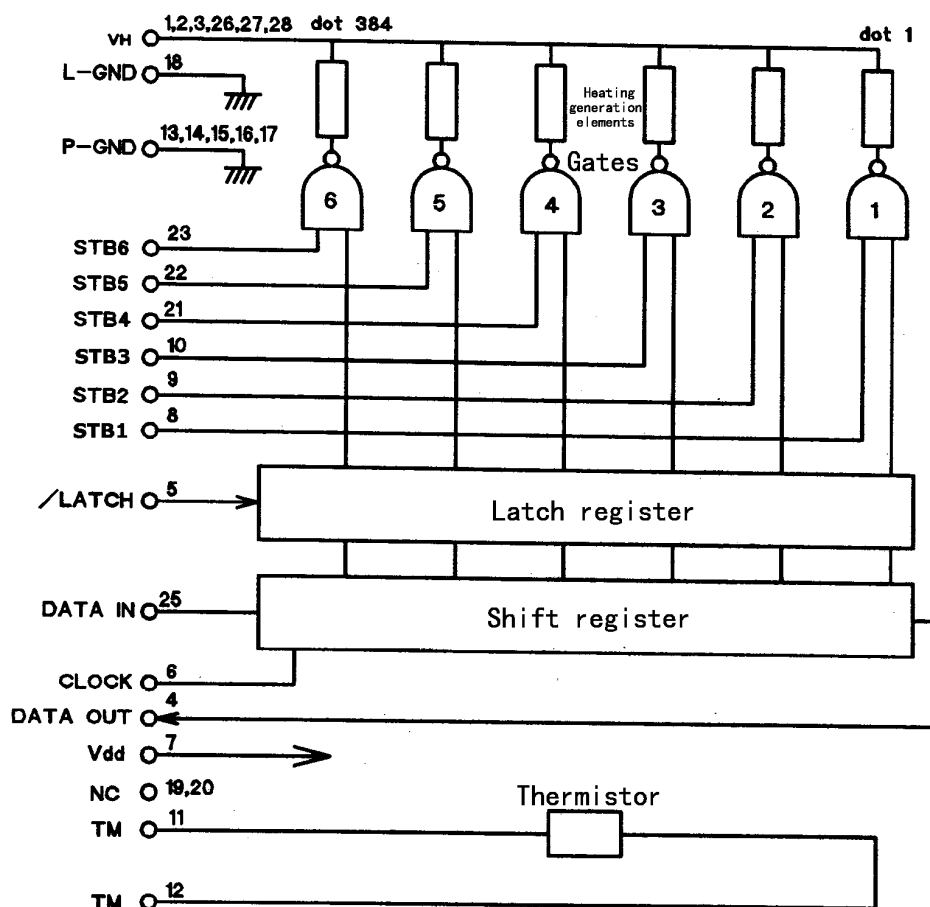 VH 1,2,3,26,27,28 dot 384 dot 1
L-GND 18
Heating
generation
elements
P-GND 13,14,15,16,17
Gates
6 5 4 3 2 1
STB6 23
STB5 22
STB4 21
STB3 10
STB2 9
STB1 8
/LATCH 5
Latch register
DATA IN 25
Shift register
CLOCK 6
DATA OUT 4
Vdd 7
NC 19,20
Thermistor
TM 11
TM 12